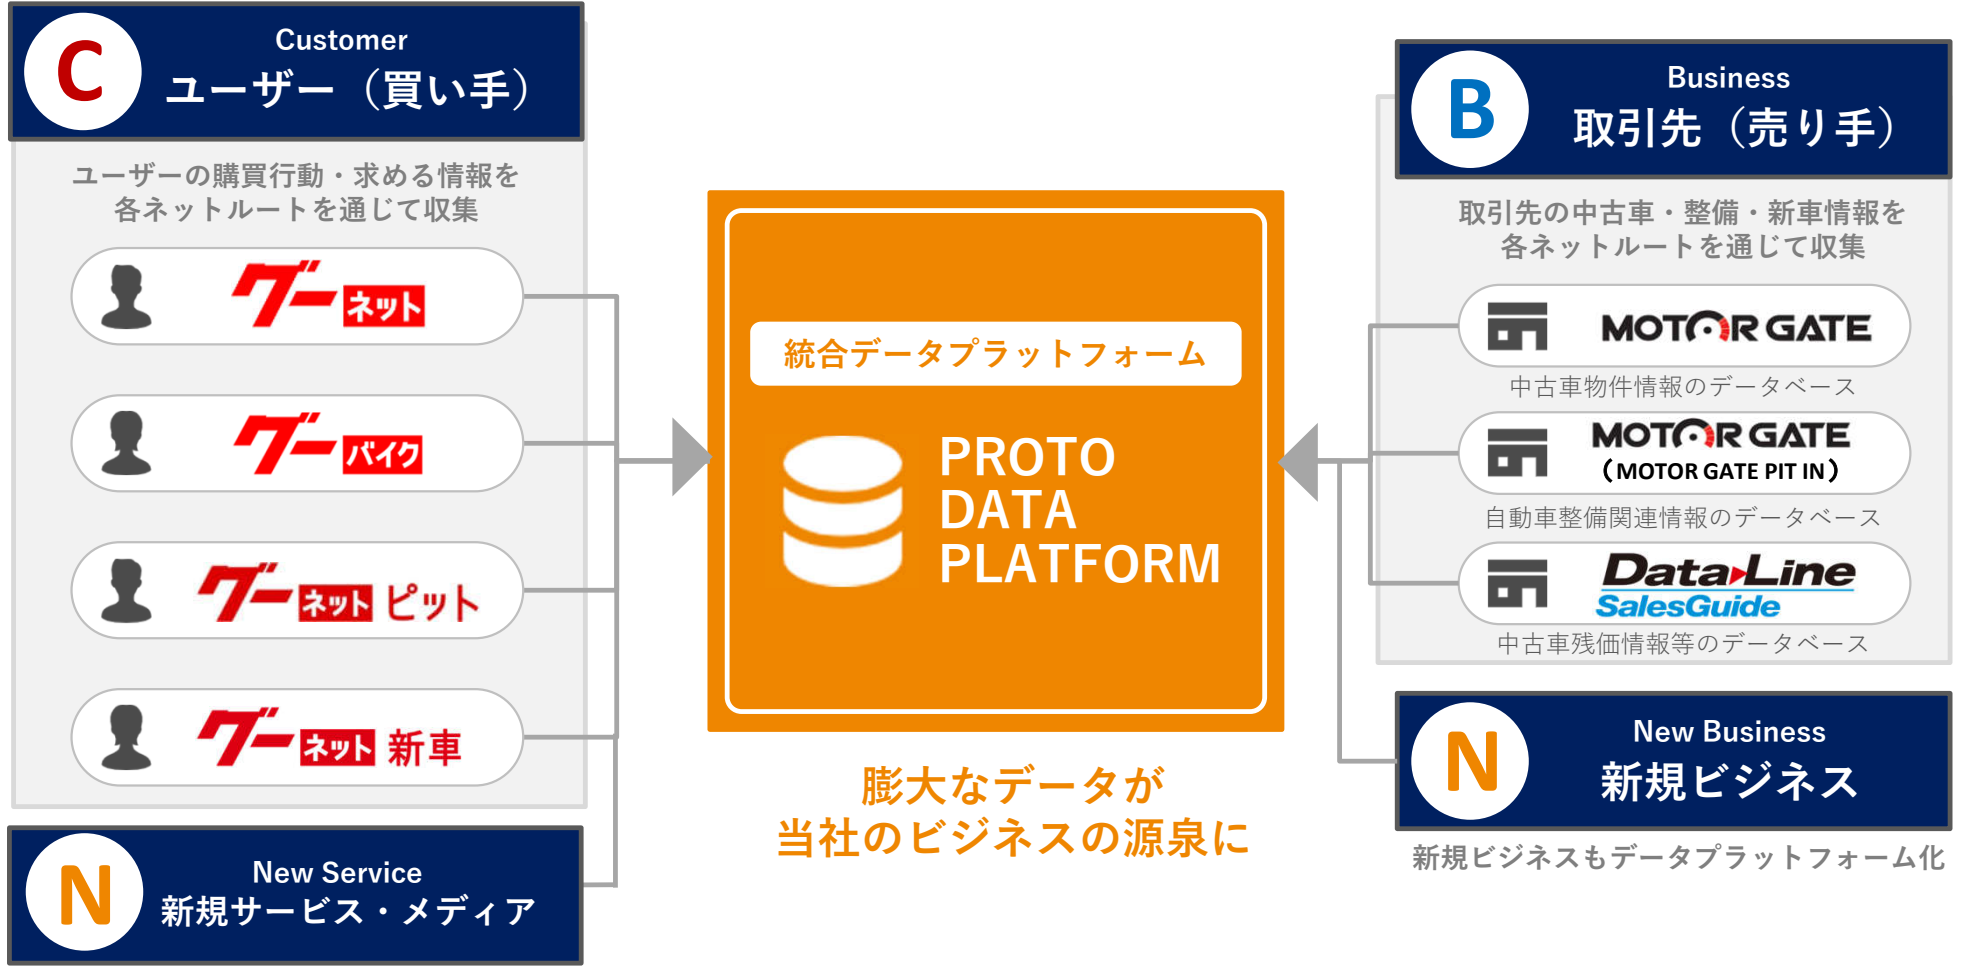 C
Customer
ユーザー（買い手）
ユーザーの購買行動・求める情報を
各ネットルートを通じて収集
グーネット
グーバイク
グーネットピット
グーネット新車
N
New Service
新規サービス・メディア
統合データプラットフォーム
PROTO
DATA
PLATFORM
膨大なデータが
当社のビジネスの源泉に
B
Business
取引先（売り手）
取引先の中古車・整備・新車情報を
各ネットルートを通じて収集
MOTOR GATE
中古車物件情報のデータベース
MOTOR GATE
（MOTOR GATE PIT IN）
自動車整備関連情報のデータベース
Data Line
SalesGuide
中古車残価情報等のデータベース
N
New Business
新規ビジネス
新規ビジネスもデータプラットフォーム化